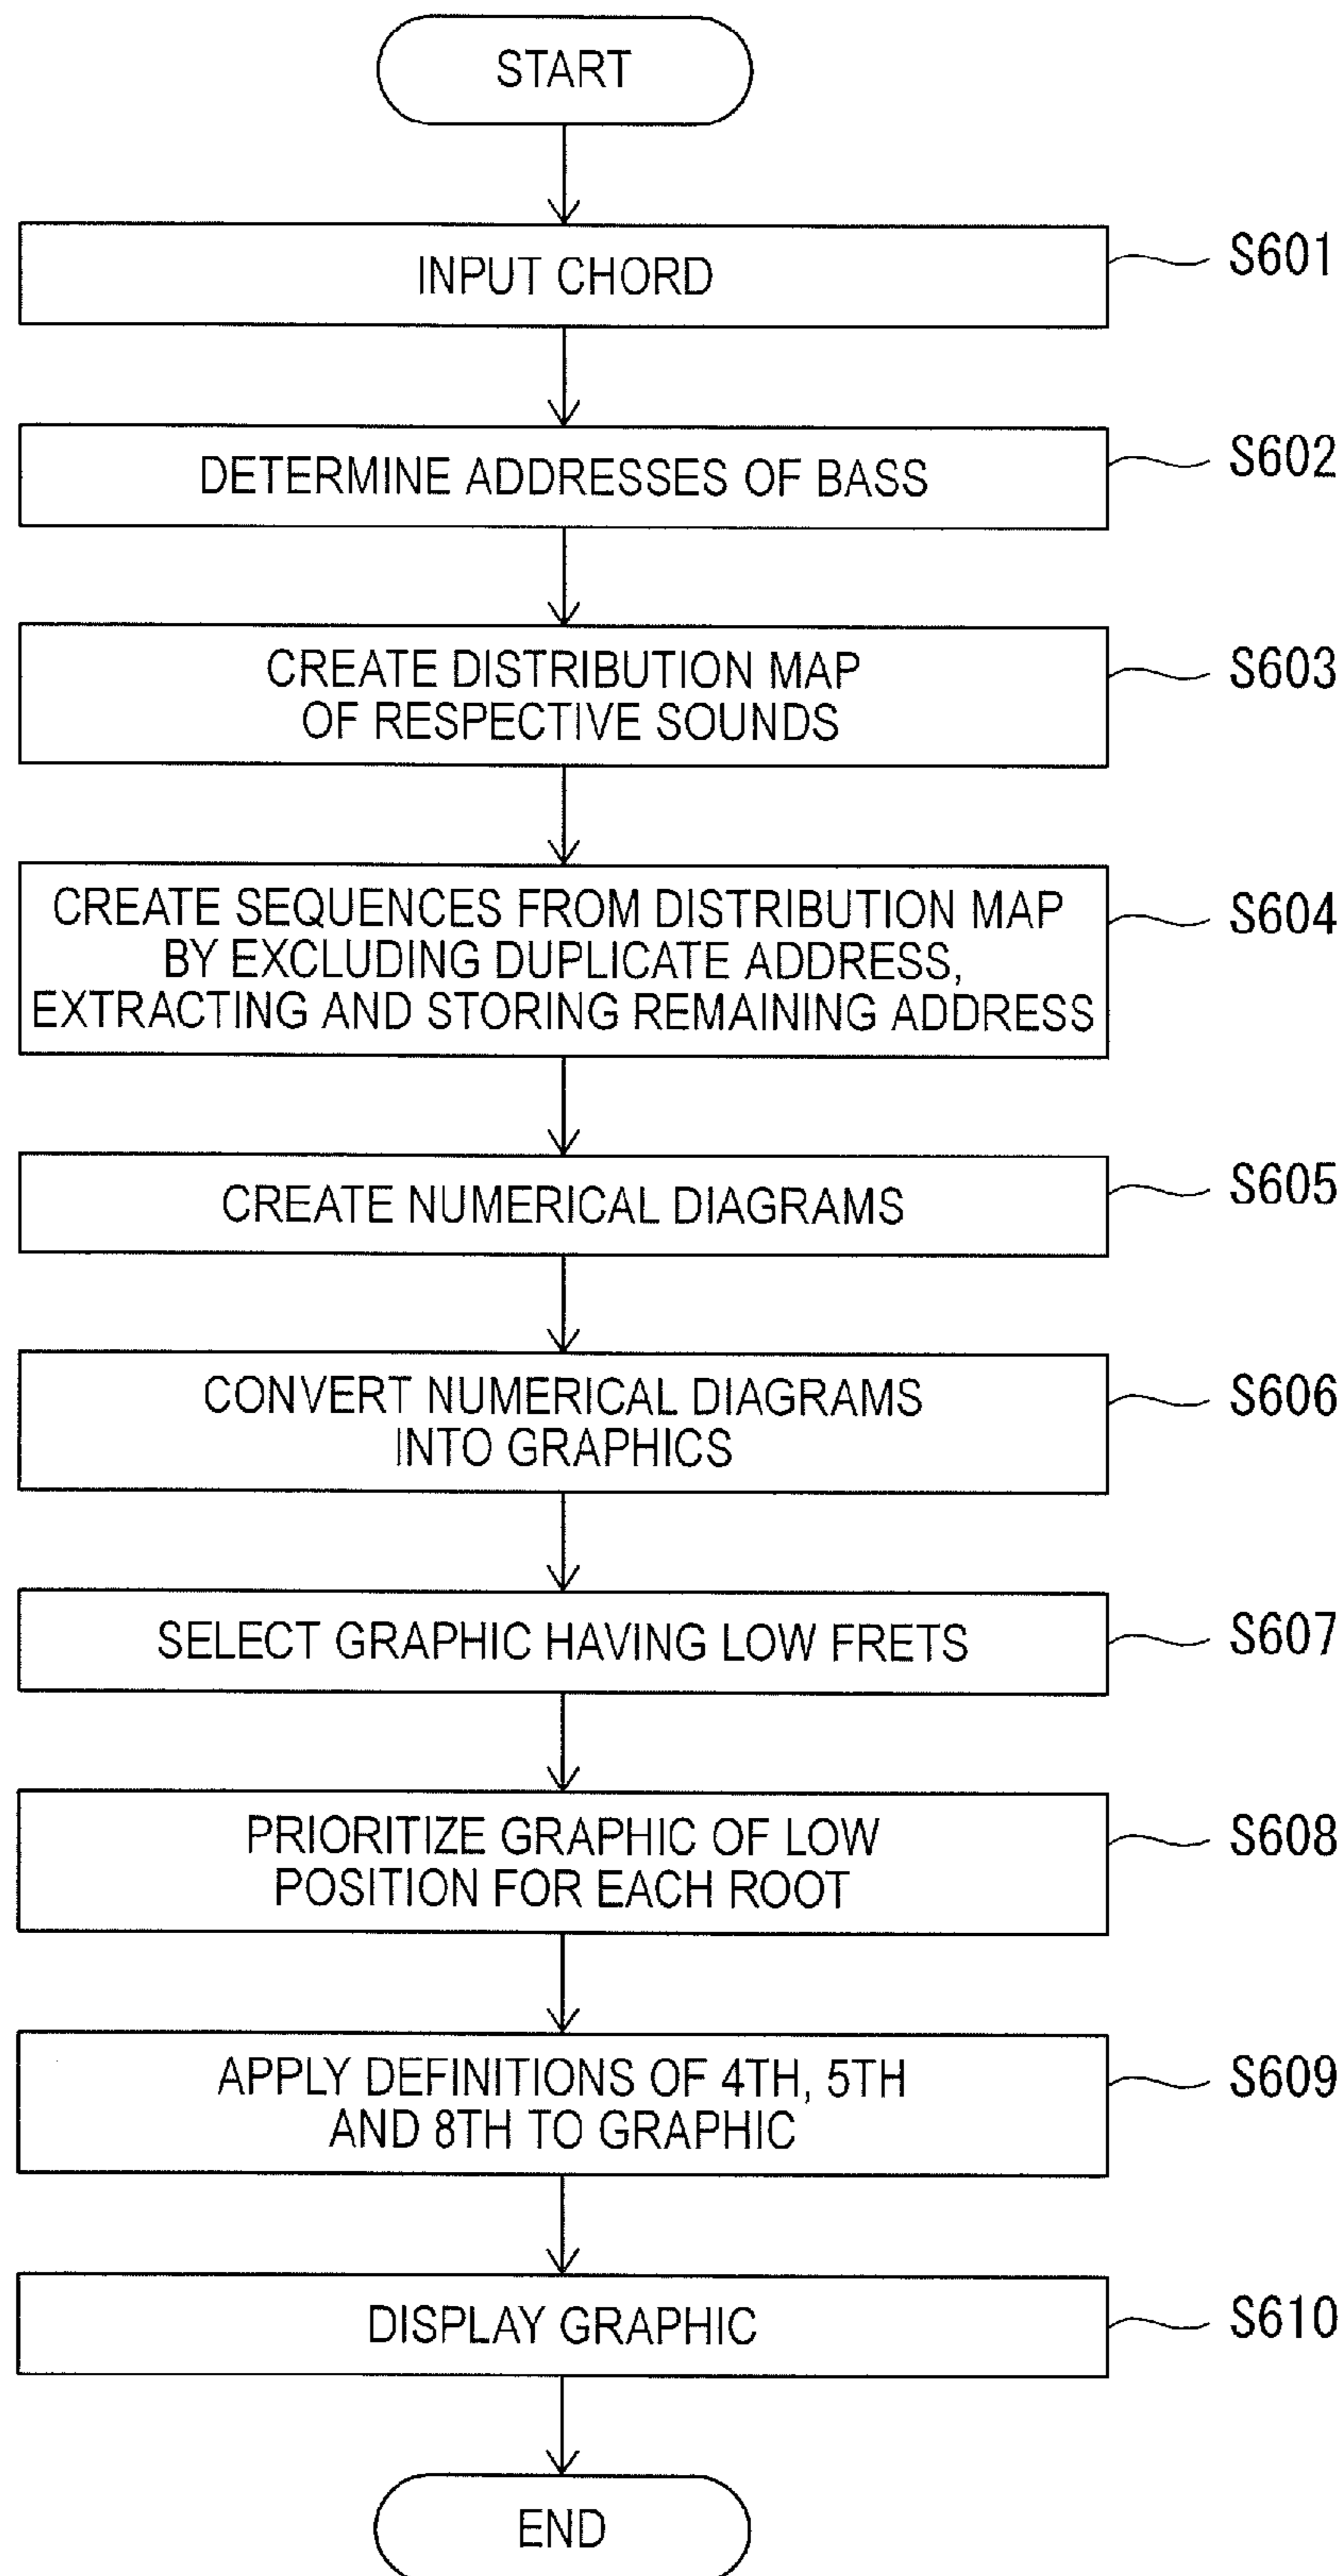 START
INPUT CHORD
S601
DETERMINE ADDRESSES OF BASS
S602
CREATE DISTRIBUTION MAP
OF RESPECTIVE SOUNDS
S603
CREATE SEQUENCES FROM DISTRIBUTION MAP
BY EXCLUDING DUPLICATE ADDRESS,
EXTRACTING AND STORING REMAINING ADDRESS
S604
CREATE NUMERICAL DIAGRAMS
S605
CONVERT NUMERICAL DIAGRAMS
INTO GRAPHICS
S606
SELECT GRAPHIC HAVING LOW FRETS
S607
PRIORITIZE GRAPHIC OF LOW
POSITION FOR EACH ROOT
S608
APPLY DEFINITIONS OF 4TH, 5TH
AND 8TH TO GRAPHIC
S609
DISPLAY GRAPHIC
S610
END